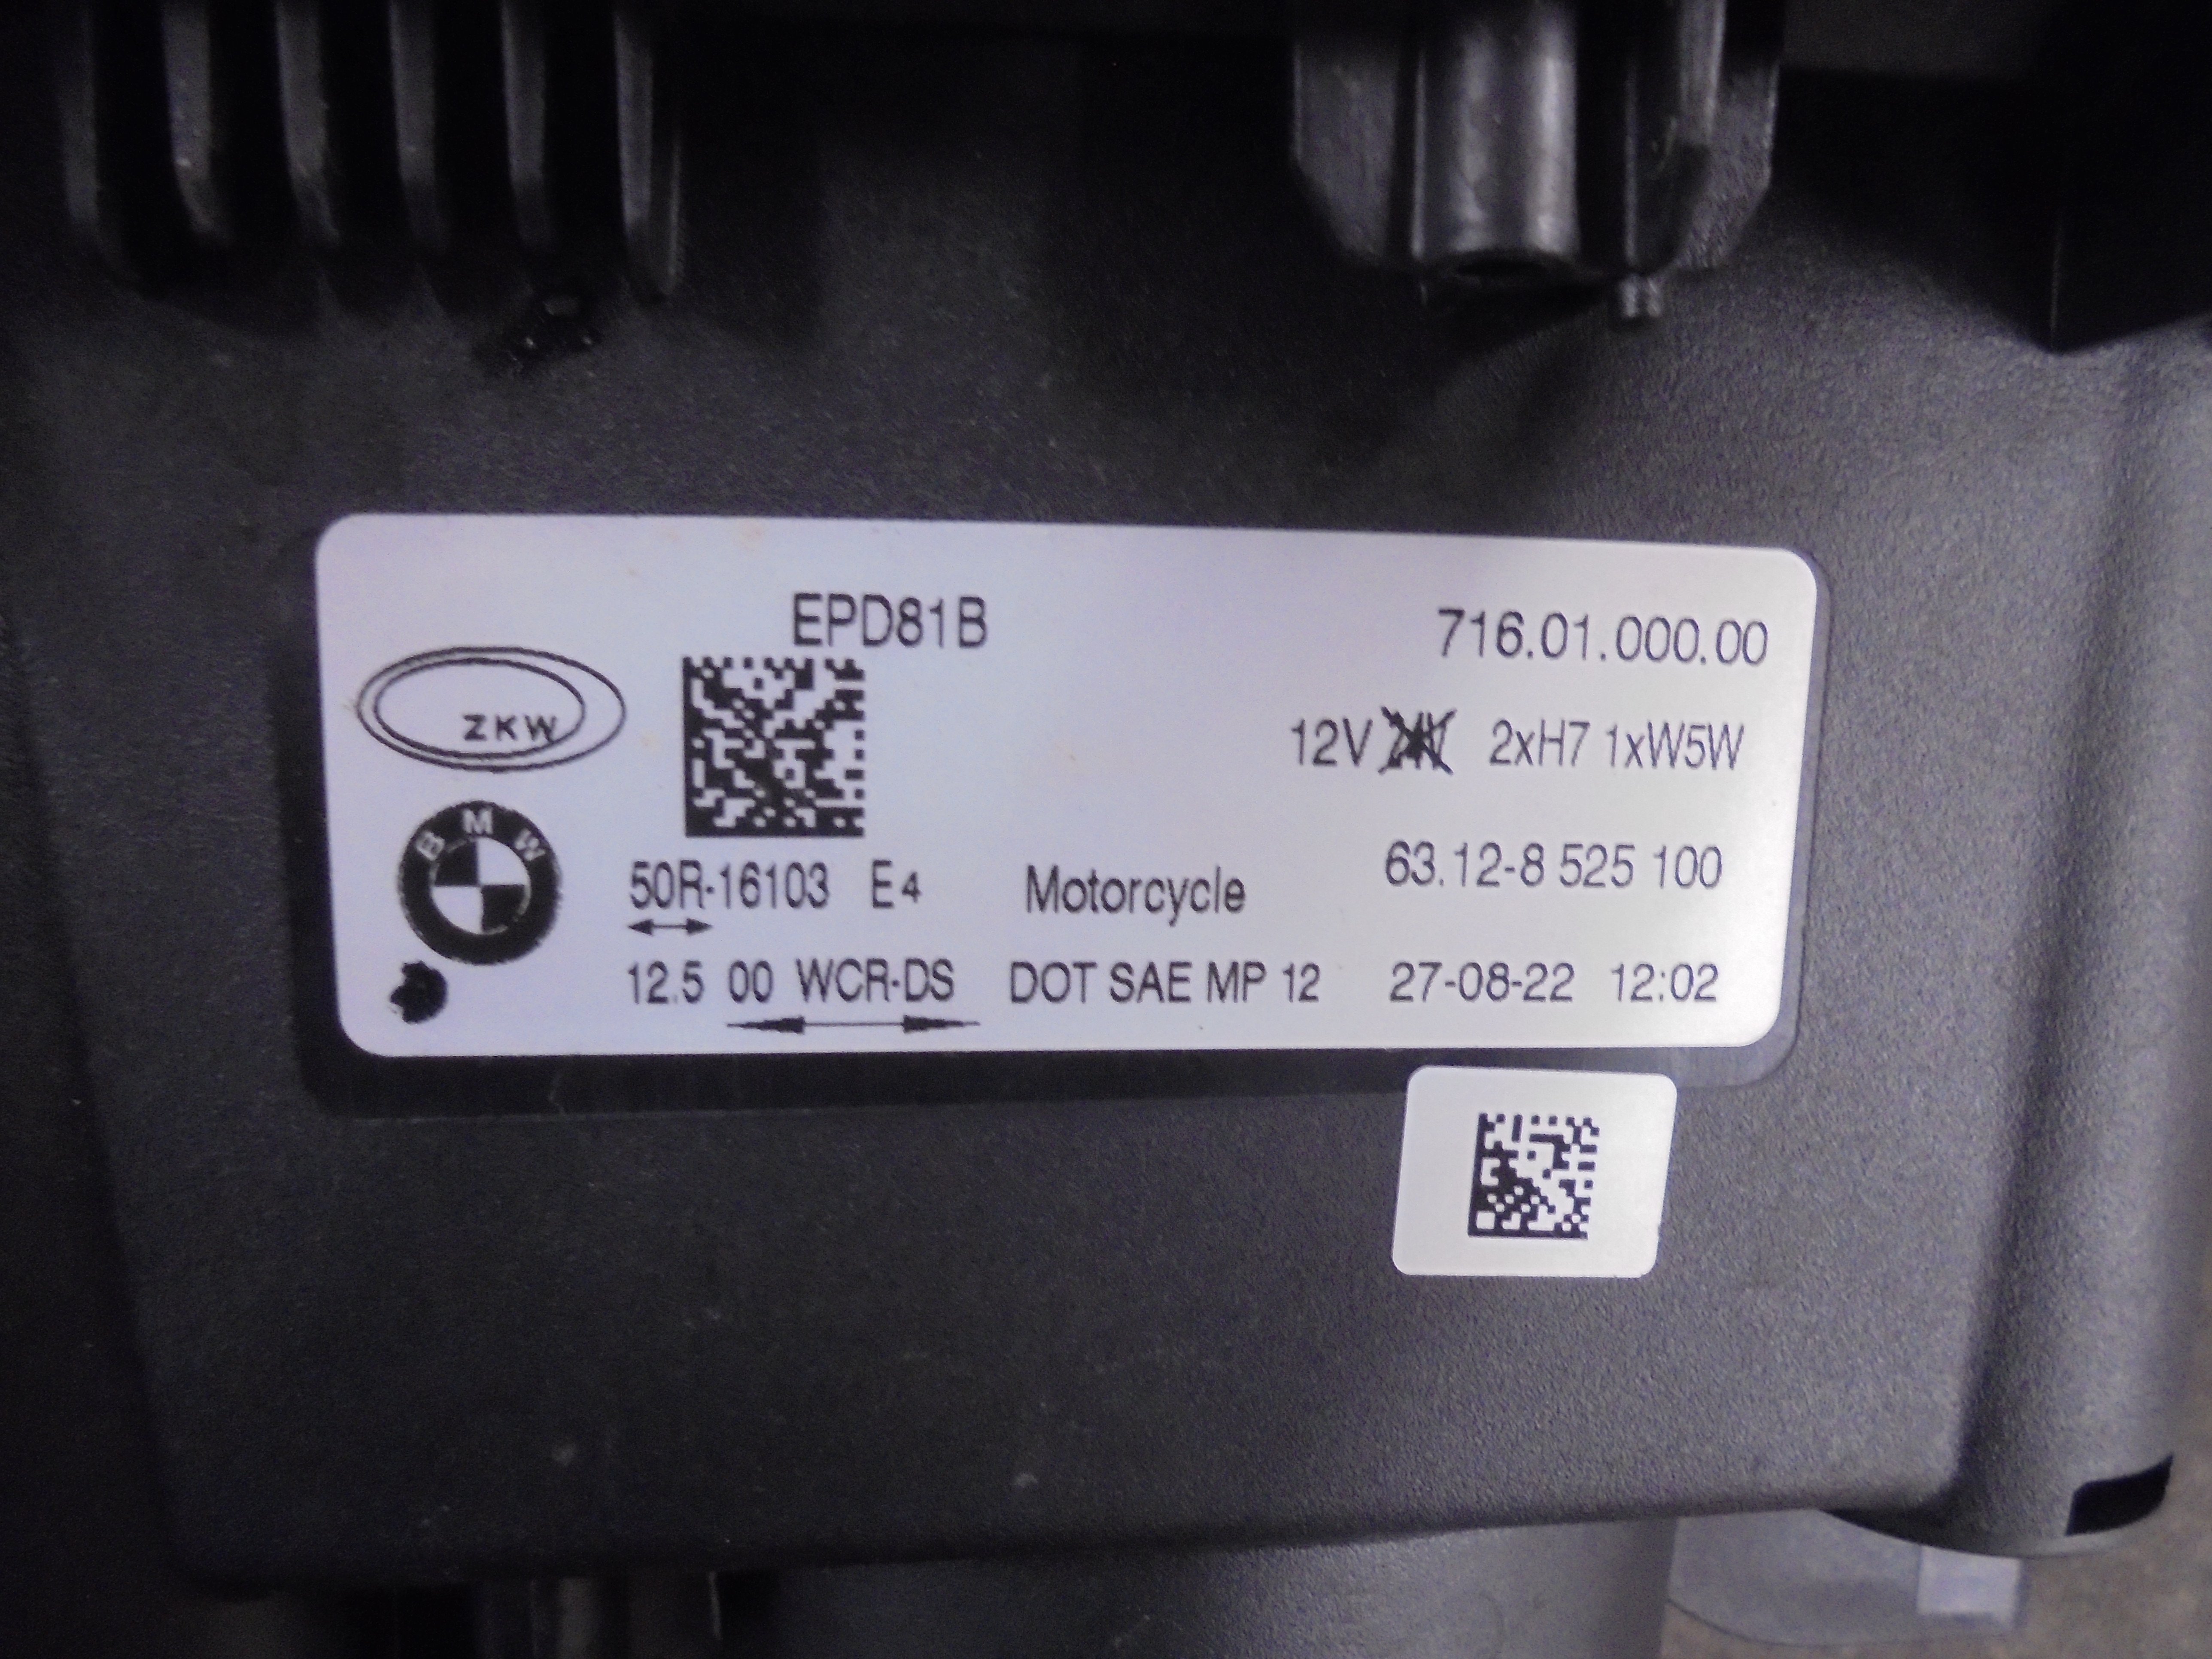 EPD81B 716.01.000.00
ZKW
12V 2xH7 1xW5W
BMW
50R-16103 E4 Motorcycle 63.12-8 525 100
12.5 00 WCR-DS DOT SAE MP 12 27-08-22 12:02